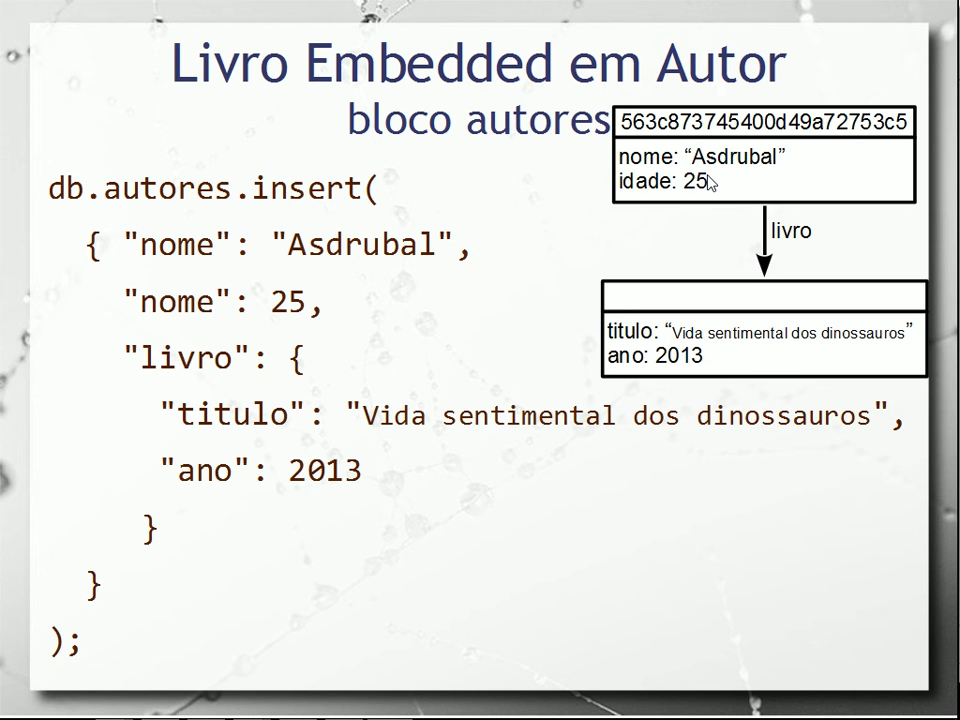 Livro Embedded em Autor
bloco autores
563c873745400d49a72753c5
nome: “Asdrubal”
idade: 25
livro
titulo: “Vida sentimental dos dinossauros”
ano: 2013
db.autores.insert(
{ "nome": "Asdrubal",
"nome": 25,
"livro": {
"titulo": "Vida sentimental dos dinossauros",
"ano": 2013
}
}
);